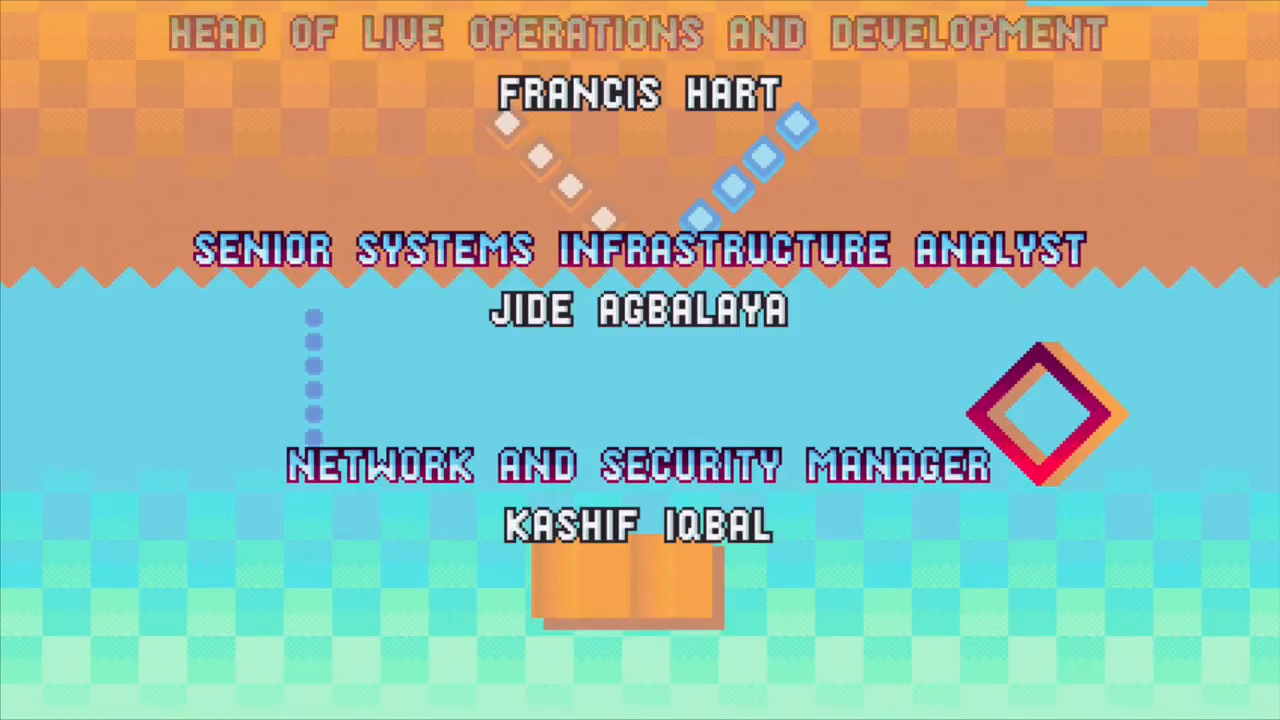 HEAD OF LIVE OPERATIONS AND DEVELOPMENT
FRANCIS HART
SENIOR SYSTEMS INFRASTRUCTURE ANALYST
JIDE AGBALAYA
NETWORK AND SECURITY MANAGER
KASHIF IQBAL